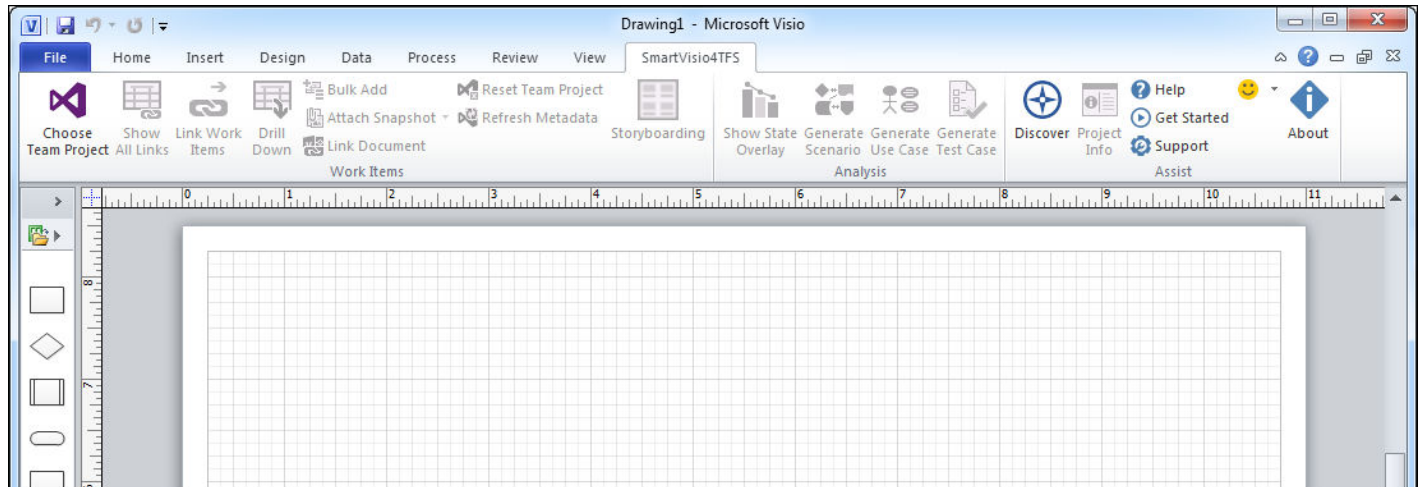 Drawing1 - Microsoft Visio
File Home Insert Design Data Process Review View SmartVisio4TFS
Choose Team Project
Show All Links
Link Work Items
Drill Down
Bulk Add
Attach Snapshot
Link Document
Reset Team Project
Refresh Metadata
Storyboarding
Work Items
Show State Overlay
Generate Scenario
Generate Use Case
Generate Test Case
Analysis
Discover
Project Info
Help
Get Started
Support
About
Assist
0 1 2 3 4 5 6 7 8 9 10 11
8
7